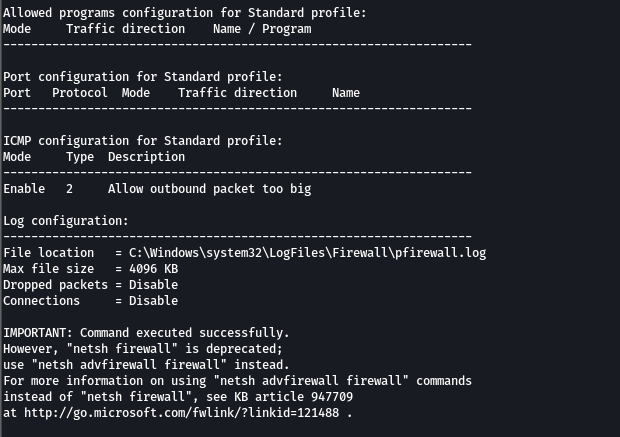 Allowed programs configuration for Standard profile:
Mode     Traffic direction    Name / Program
-------------------------------------------------------------------

Port configuration for Standard profile:
Port   Protocol  Mode    Traffic direction     Name
-------------------------------------------------------------------

ICMP configuration for Standard profile:
Mode     Type  Description
-------------------------------------------------------------------
Enable   2     Allow outbound packet too big

Log configuration:
-------------------------------------------------------------------
File location   = C:\Windows\system32\LogFiles\Firewall\pfirewall.log
Max file size   = 4096 KB
Dropped packets = Disable
Connections     = Disable

IMPORTANT: Command executed successfully.
However, "netsh firewall" is deprecated;
use "netsh advfirewall firewall" instead.
For more information on using "netsh advfirewall firewall" commands
instead of "netsh firewall", see KB article 947709
at http://go.microsoft.com/fwlink/?linkid=121488 .